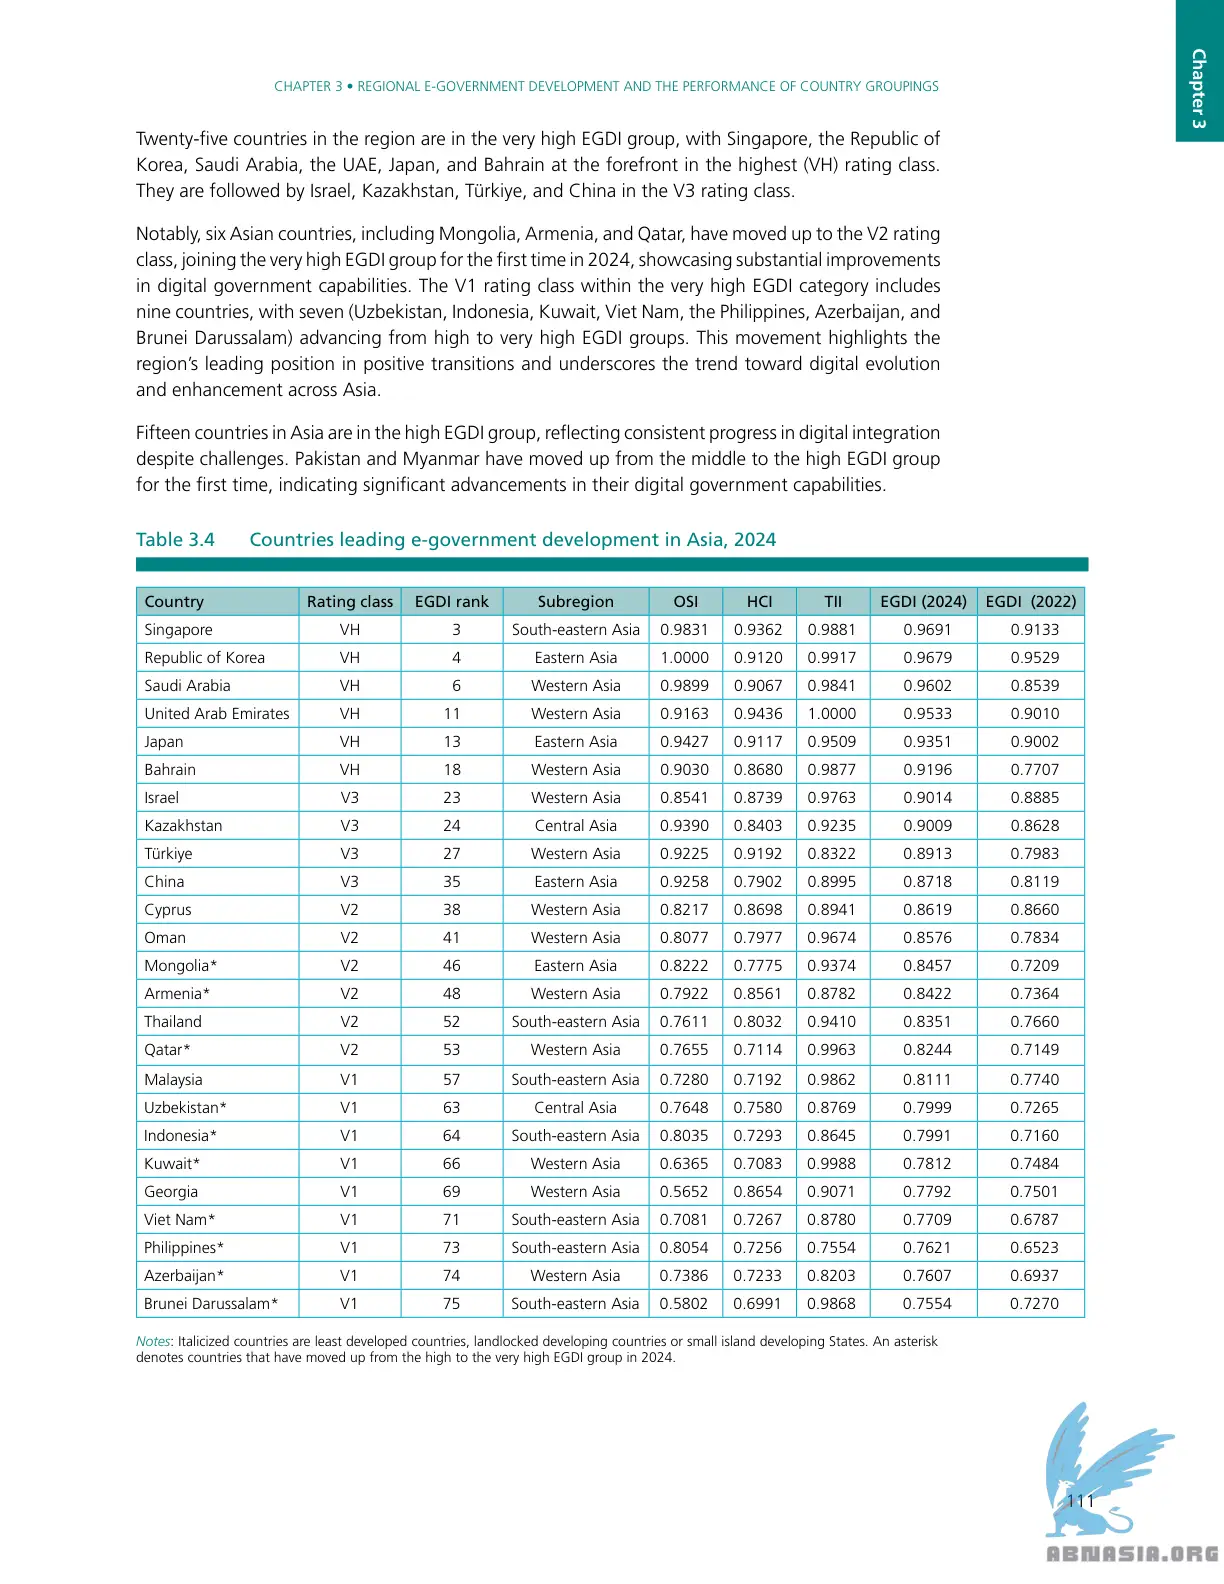 Chapter 3
CHAPTER 3 • REGIONAL E-GOVERNMENT DEVELOPMENT AND THE PERFORMANCE OF COUNTRY GROUPINGS
Twenty-five countries in the region are in the very high EGDI group, with Singapore, the Republic of
Korea, Saudi Arabia, the UAE, Japan, and Bahrain at the forefront in the highest (VH) rating class.
They are followed by Israel, Kazakhstan, Türkiye, and China in the V3 rating class.
Notably, six Asian countries, including Mongolia, Armenia, and Qatar, have moved up to the V2 rating
class, joining the very high EGDI group for the first time in 2024, showcasing substantial improvements
in digital government capabilities. The V1 rating class within the very high EGDI category includes
nine countries, with seven (Uzbekistan, Indonesia, Kuwait, Viet Nam, the Philippines, Azerbaijan, and
Brunei Darussalam) advancing from high to very high EGDI groups. This movement highlights the
region's leading position in positive transitions and underscores the trend toward digital evolution
and enhancement across Asia.
Fifteen countries in Asia are in the high EGDI group, reflecting consistent progress in digital integration
despite challenges. Pakistan and Myanmar have moved up from the middle to the high EGDI group
for the first time, indicating significant advancements in their digital government capabilities.
Table 3.4 Countries leading e-government development in Asia, 2024
Country Rating class EGDI rank Subregion OSI HCI TII EGDI (2024) EGDI (2022)
Singapore VH 3 South-eastern Asia 0.9831 0.9362 0.9881 0.9691 0.9133
Republic of Korea VH 4 Eastern Asia 1.0000 0.9120 0.9917 0.9679 0.9529
Saudi Arabia VH 6 Western Asia 0.9899 0.9067 0.9841 0.9602 0.8539
United Arab Emirates VH 11 Western Asia 0.9163 0.9436 1.0000 0.9533 0.9010
Japan VH 13 Eastern Asia 0.9427 0.9117 0.9509 0.9351 0.9002
Bahrain VH 18 Western Asia 0.9030 0.8680 0.9877 0.9196 0.7707
Israel V3 23 Western Asia 0.8541 0.8739 0.9763 0.9014 0.8885
Kazakhstan V3 24 Central Asia 0.9390 0.8403 0.9235 0.9009 0.8628
Türkiye V3 27 Western Asia 0.9225 0.9192 0.8322 0.8913 0.7983
China V3 35 Eastern Asia 0.9258 0.7902 0.8995 0.8718 0.8119
Cyprus V2 38 Western Asia 0.8217 0.8698 0.8941 0.8619 0.8660
Oman V2 41 Western Asia 0.8077 0.7977 0.9674 0.8576 0.7834
Mongolia* V2 46 Eastern Asia 0.8222 0.7775 0.9374 0.8457 0.7209
Armenia* V2 48 Western Asia 0.7922 0.8561 0.8782 0.8422 0.7364
Thailand V2 52 South-eastern Asia 0.7611 0.8032 0.9410 0.8351 0.7660
Qatar* V2 53 Western Asia 0.7655 0.7114 0.9963 0.8244 0.7149
Malaysia V1 57 South-eastern Asia 0.7280 0.7192 0.9862 0.8111 0.7740
Uzbekistan* V1 63 Central Asia 0.7648 0.7580 0.8769 0.7999 0.7265
Indonesia* V1 64 South-eastern Asia 0.8035 0.7293 0.8645 0.7991 0.7160
Kuwait* V1 66 Western Asia 0.6365 0.7083 0.9988 0.7812 0.7484
Georgia V1 69 Western Asia 0.5652 0.8654 0.9071 0.7792 0.7501
Viet Nam* V1 71 South-eastern Asia 0.7081 0.7267 0.8780 0.7709 0.6787
Philippines* V1 73 South-eastern Asia 0.8054 0.7256 0.7554 0.7621 0.6523
Azerbaijan* V1 74 Western Asia 0.7386 0.7233 0.8203 0.7607 0.6937
Brunei Darussalam* V1 75 South-eastern Asia 0.5802 0.6991 0.9868 0.7554 0.7270
Notes: Italicized countries are least developed countries, landlocked developing countries or small island developing States. An asterisk
denotes countries that have moved up from the high to the very high EGDI group in 2024.
111
ABNASIA.ORG